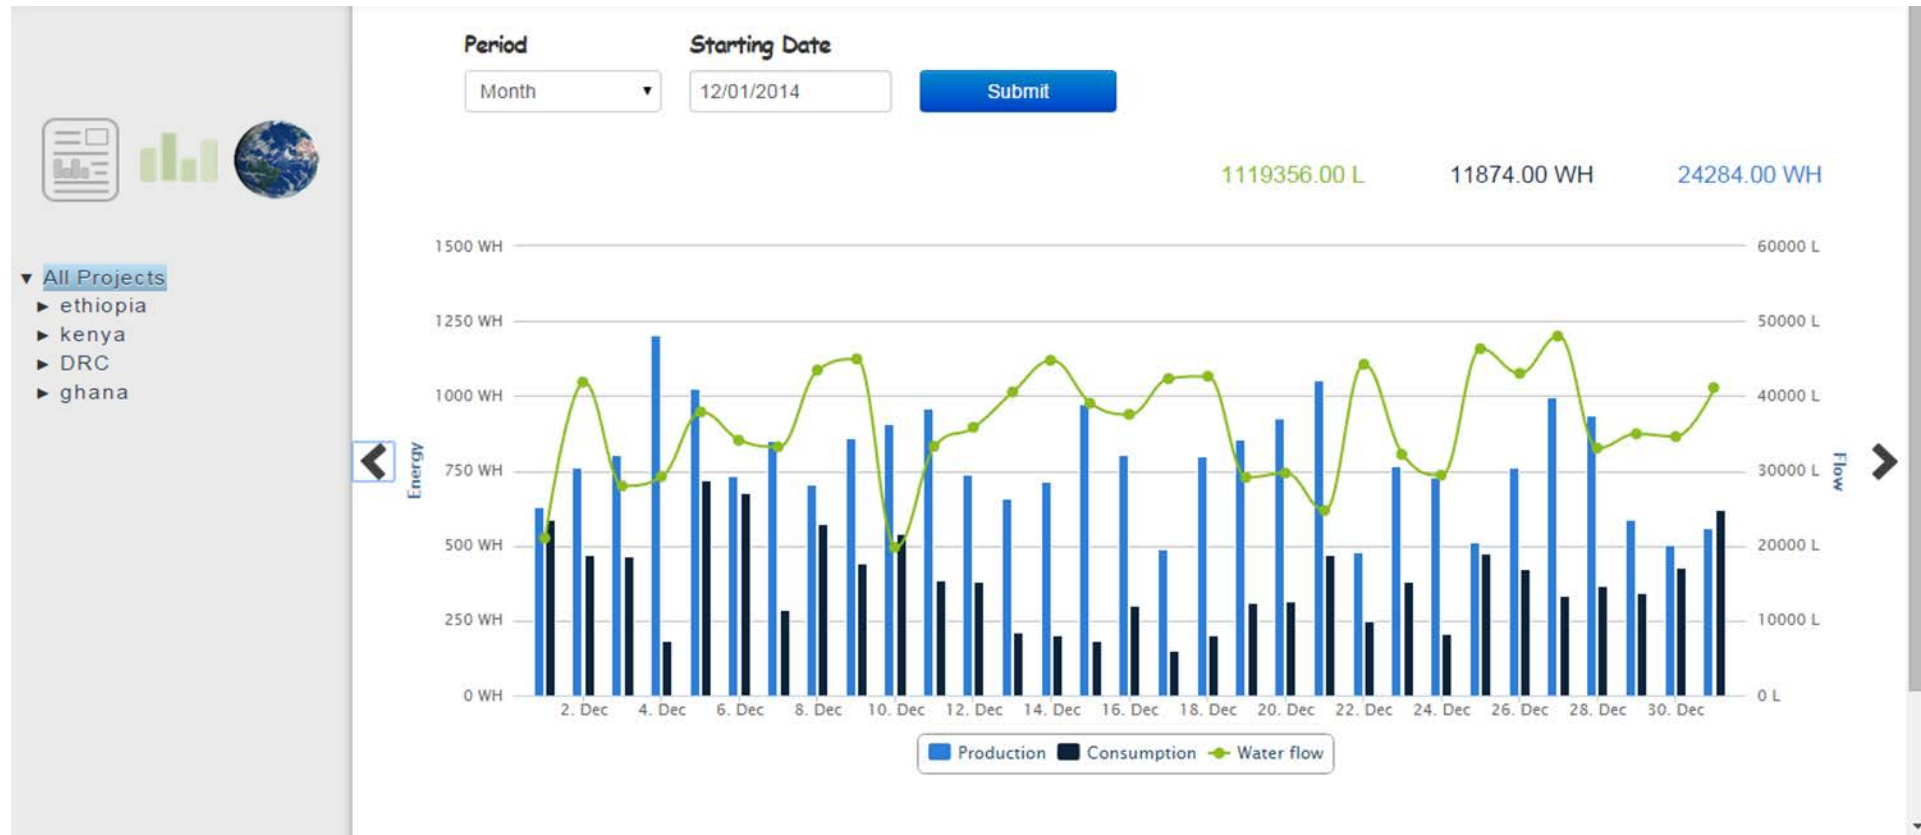 Period Starting Date
Month 12/01/2014 Submit
1119356.00 L 11874.00 WH 24284.00 WH
All Projects
ethiopia
kenya
DRC
ghana
1500 WH 60000 L
1250 WH 50000 L
1000 WH 40000 L
750 WH 30000 L
500 WH 20000 L
250 WH 10000 L
0 WH 0 L
Energy
Flow
2. Dec 4. Dec 6. Dec 8. Dec 10. Dec 12. Dec 14. Dec 16. Dec 18. Dec 20. Dec 22. Dec 24. Dec 26. Dec 28. Dec 30. Dec
Production Consumption Water flow